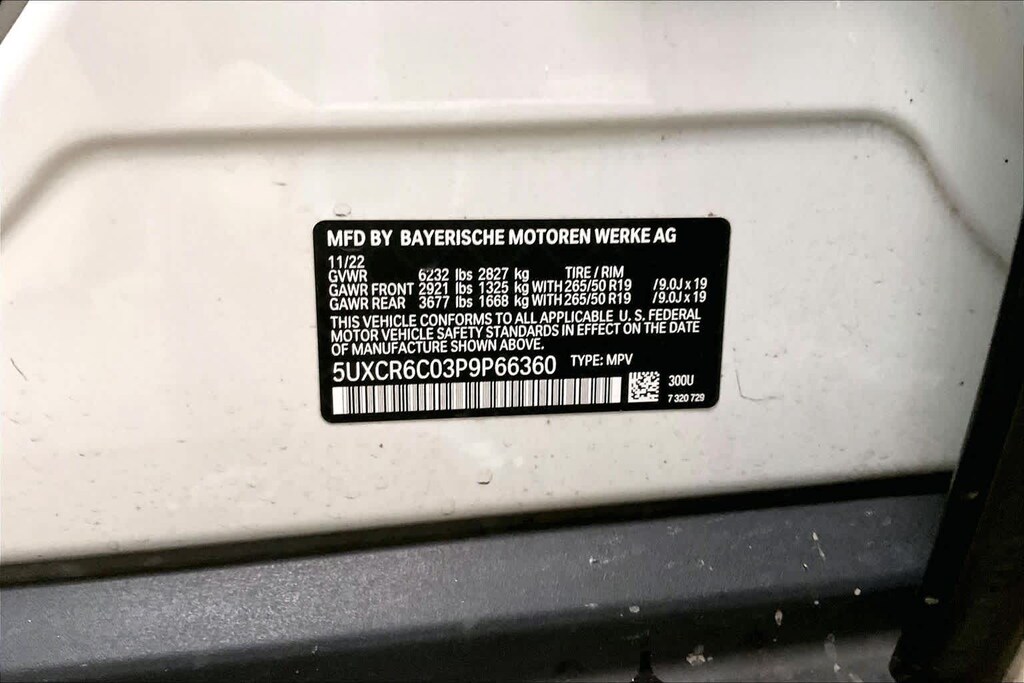 MFD BY BAYERISCHE MOTOREN WERKE AG
11/22
GVWR 6232 lbs 2827 kg TIRE / RIM
GAWR FRONT 2921 lbs 1325 kg WITH 265/50 R19 /9.0J x 19
GAWR REAR 3677 lbs 1668 kg WITH 265/50 R19 /9.0J x 19
THIS VEHICLE CONFORMS TO ALL APPLICABLE U. S. FEDERAL
MOTOR VEHICLE SAFETY STANDARDS IN EFFECT ON THE DATE
OF MANUFACTURE SHOWN ABOVE.
5UXCR6C03P9P66360 TYPE: MPV
300U
7 320 729